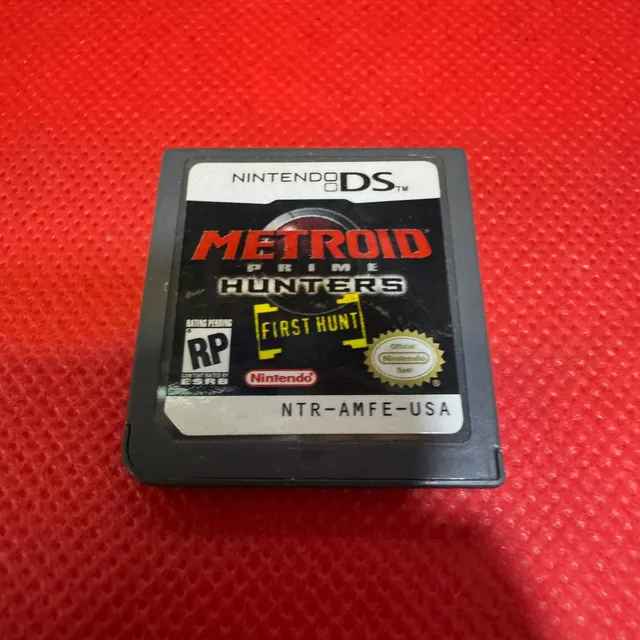 NINTENDO DS™
METROID®
PRIME
HUNTERS
FIRST HUNT
RATING PENDING
RP
CONTENT RATED BY
ESRB
Nintendo®
Official
Nintendo
Seal
®
NTR-AMFE-USA